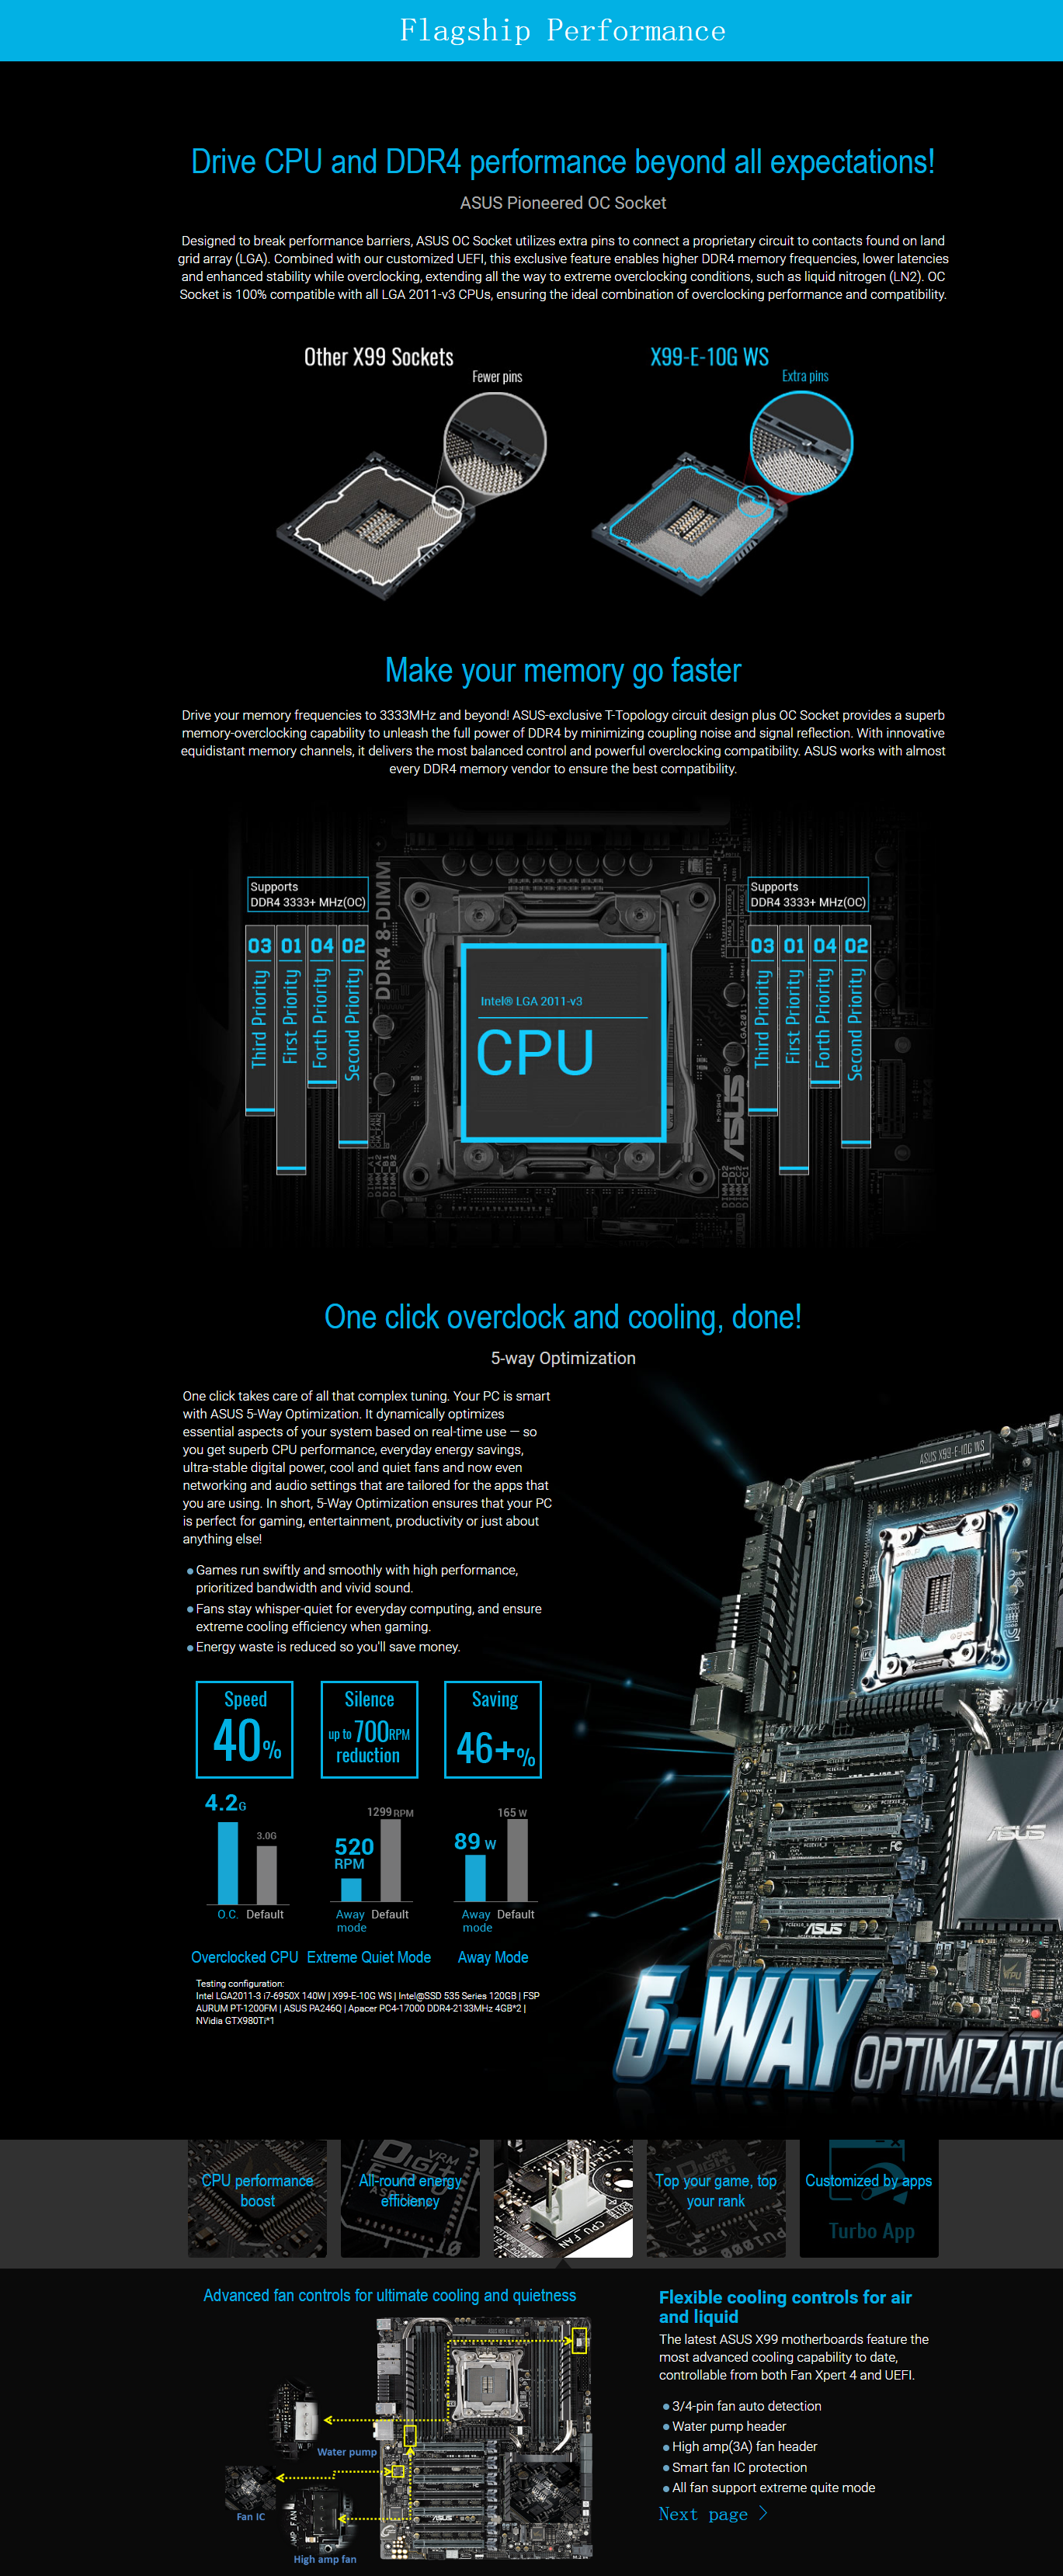 Flagship Performance
Drive CPU and DDR4 performance beyond all expectations!
ASUS Pioneered OC Socket
Designed to break performance barriers, ASUS OC Socket utilizes extra pins to connect a proprietary circuit to contacts found on land
grid array (LGA). Combined with our customized UEFI, this exclusive feature enables higher DDR4 memory frequencies, lower latencies
and enhanced stability while overclocking, extending all the way to extreme overclocking conditions, such as liquid nitrogen (LN2). OC
Socket is 100% compatible with all LGA 2011-v3 CPUs, ensuring the ideal combination of overclocking performance and compatibility.
Other X99 Sockets
Fewer pins
X99-E-10G WS
Extra pins
Make your memory go faster
Drive your memory frequencies to 3333MHz and beyond! ASUS-exclusive T-Topology circuit design plus OC Socket provides a superb
memory-overclocking capability to unleash the full power of DDR4 by minimizing coupling noise and signal reflection. With innovative
equidistant memory channels, it delivers the most balanced control and powerful overclocking compatibility. ASUS works with almost
every DDR4 memory vendor to ensure the best compatibility.
Supports
DDR4 3333+ MHz(OC)
03 Third Priority
01 First Priority
04 Forth Priority
02 Second Priority
DDR4 8-DIMM
DIMM_A1
DIMM_A2
DIMM_B1
DIMM_B2
Intel® LGA 2011-v3
CPU
LGA2011
ASUS
DIMM_D2
DIMM_D1
DIMM_C2
DIMM_C1
Supports
DDR4 3333+ MHz(OC)
03 Third Priority
01 First Priority
04 Forth Priority
02 Second Priority
One click overclock and cooling, done!
5-way Optimization
One click takes care of all that complex tuning. Your PC is smart
with ASUS 5-Way Optimization. It dynamically optimizes
essential aspects of your system based on real-time use — so
you get superb CPU performance, everyday energy savings,
ultra-stable digital power, cool and quiet fans and now even
networking and audio settings that are tailored for the apps that
you are using. In short, 5-Way Optimization ensures that your PC
is perfect for gaming, entertainment, productivity or just about
anything else!
Games run swiftly and smoothly with high performance,
prioritized bandwidth and vivid sound.
Fans stay whisper-quiet for everyday computing, and ensure
extreme cooling efficiency when gaming.
Energy waste is reduced so you'll save money.
Speed
40%
Silence
up to 700RPM
reduction
Saving
46+%
4.2G
3.0G
O.C. Default
1299 RPM
520
RPM
Away
mode
Default
165 W
89 W
Away
mode
Default
Overclocked CPU
Extreme Quiet Mode
Away Mode
Testing configuration:
Intel LGA2011-3 i7-6950X 140W | X99-E-10G WS | Intel@SSD 535 Series 120GB | FSP
AURUM PT-1200FM | ASUS PA246Q | Apacer PC4-17000 DDR4-2133MHz 4GB*2 |
NVidia GTX980Ti*1
ASUS X99-E-10G WS
ASUS
ASUS
5-WAY
OPTIMIZATIO
CPU performance
boost
All-round energy
efficiency
CPU FAN
Top your game, top
your rank
Customized by apps
Turbo App
Advanced fan controls for ultimate cooling and quietness
Water pump
Fan IC
High amp fan
ASUS
Flexible cooling controls for air
and liquid
The latest ASUS X99 motherboards feature the
most advanced cooling capability to date,
controllable from both Fan Xpert 4 and UEFI.
3/4-pin fan auto detection
Water pump header
High amp(3A) fan header
Smart fan IC protection
All fan support extreme quite mode
Next page >